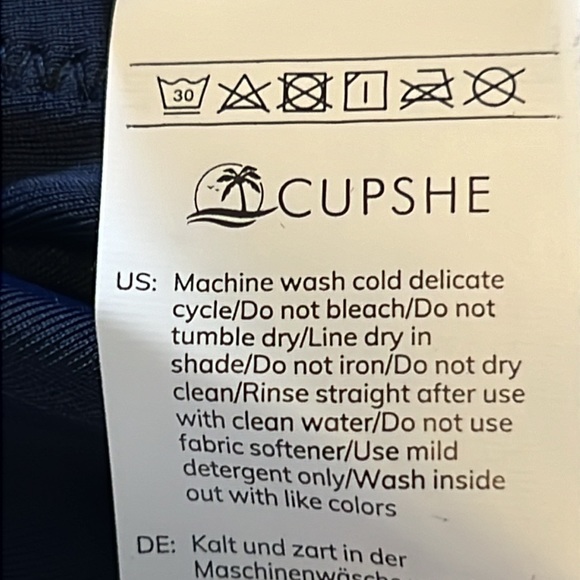 30
CUPSHE
US: Machine wash cold delicate
cycle/Do not bleach/Do not
tumble dry/Line dry in
shade/Do not iron/Do not dry
clean/Rinse straight after use
with clean water/Do not use
fabric softener/Use mild
detergent only/Wash inside
out with like colors
DE: Kalt und zart in der